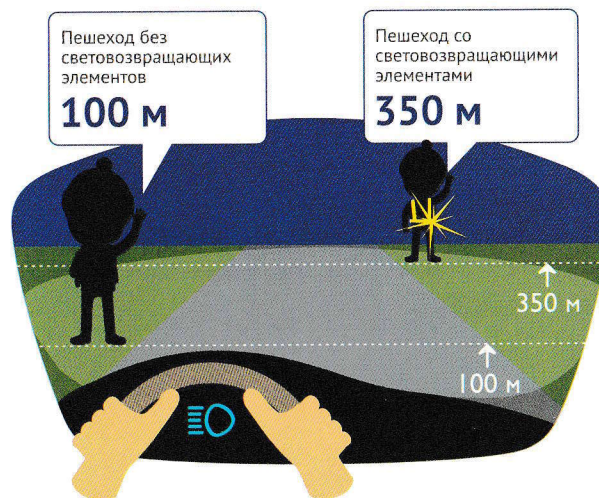 Пешеход без
световозвращающих
элементов
100 м
Пешеход со
световозвращающими
элементами
350 м
350 м
100 м